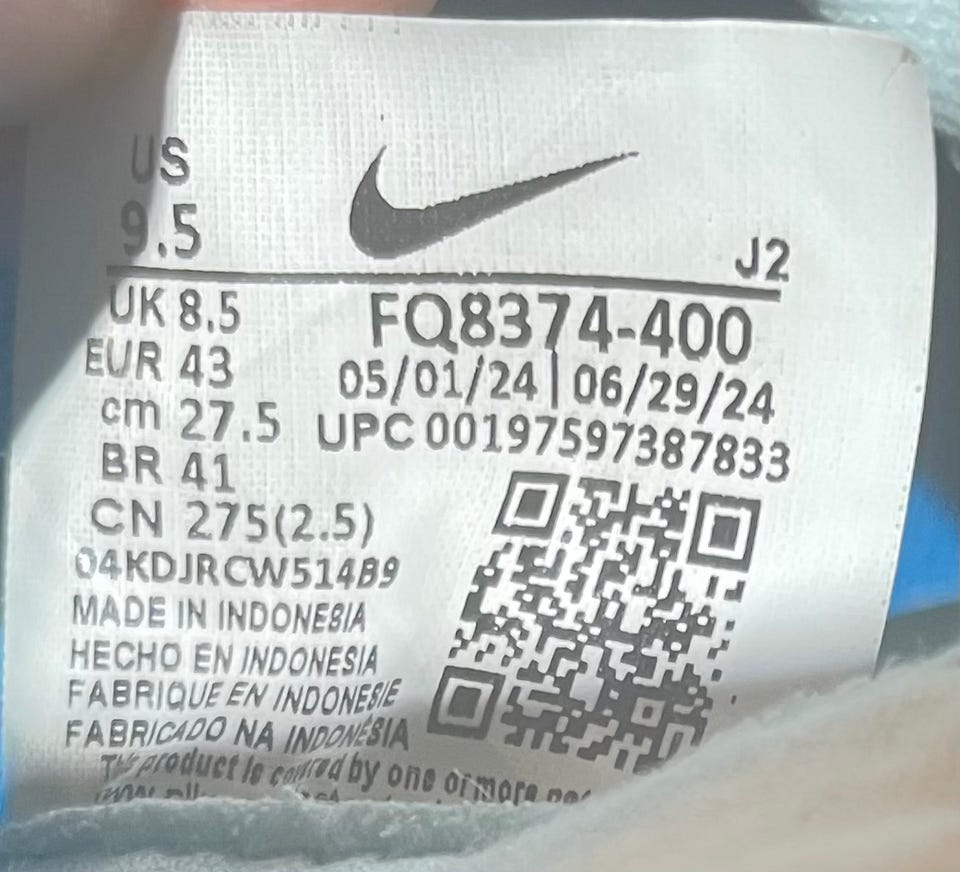 US
9.5
J2
UK 8.5
FQ8374-400
EUR 43
05/01/24 | 06/29/24
cm 27.5
UPC 00197597387833
BR 41
CN 275(2.5)
04KDJRCW514B9
MADE IN INDONESIA
HECHO EN INDONESIA
FABRIQUE EN INDONESIE
FABRICADO NA INDONÉSIA
This product is covered by one or more